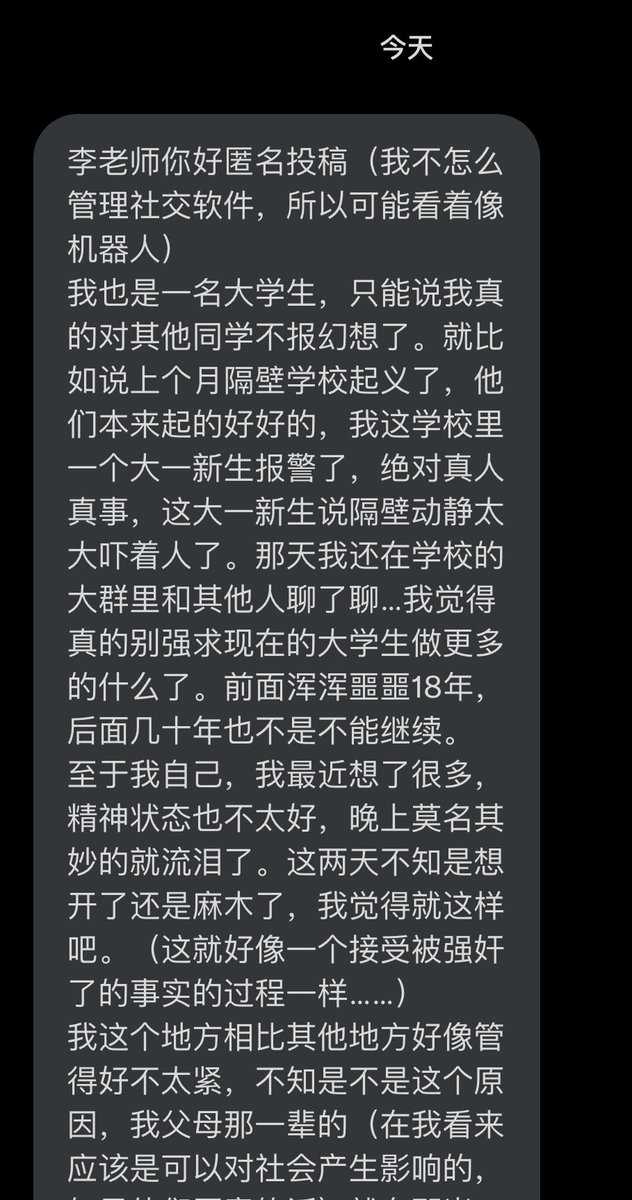 今天
李老师你好匿名投稿（我不怎么
管理社交软件，所以可能看着像
机器人）
我也是一名大学生，只能说我真
的对其他同学不报幻想了。就比
如说上个月隔壁学校起义了，他
们本来起的好好的，我这学校里
一个大一新生报警了，绝对真人
真事，这大一新生说隔壁动静太
大吓着人了。那天我还在学校的
大群里和其他人聊了聊...我觉得
真的别强求现在的大学生做更多
的什么了。前面浑浑噩噩18年，
后面几十年也不是不能继续。
至于我自己，我最近想了很多，
精神状态也不太好，晚上莫名其
妙的就流泪了。这两天不知是想
开了还是麻木了，我觉得就这样
吧。（这就好像一个接受被强奸
了的事实的过程一样......）
我这个地方相比其他地方好像管
得好不太紧，不知是不是这个原
因，我父母那一辈的（在我看来
应该是可以对社会产生影响的，